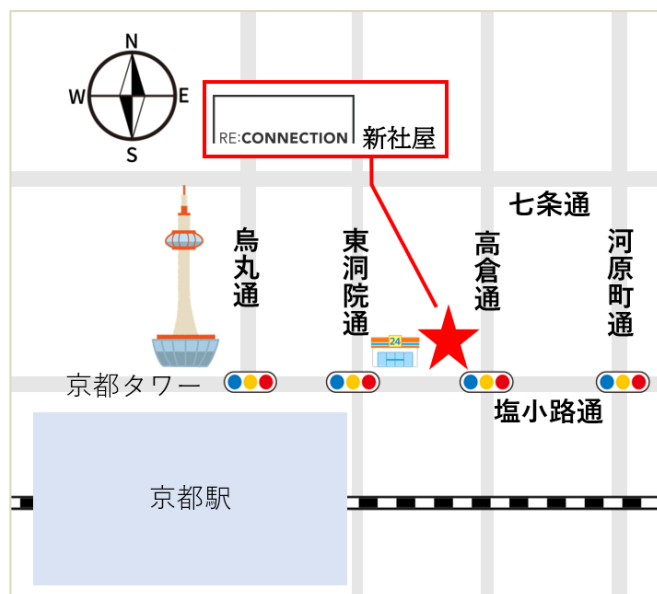 N
W
E
S
RE:CONNECTION 新社屋
七条通
烏丸通
東洞院通
高倉通
河原町通
24
京都タワー
塩小路通
京都駅